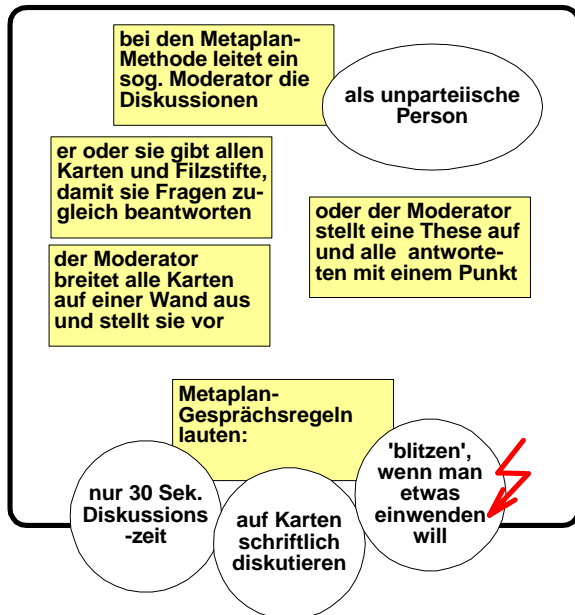 bei den Metaplan-
Methode leitet ein
sog. Moderator die
Diskussionen
als unparteiische
Person
er oder sie gibt allen
Karten und Filzstifte,
damit sie Fragen zu-
gleich beantworten
oder der Moderator
stellt eine These auf
und alle antworte-
ten mit einem Punkt
der Moderator
breitet alle Karten
auf einer Wand aus
und stellt sie vor
Metaplan-
Gesprächsregeln
lauten:
nur 30 Sek.
Diskussions
-zeit
auf Karten
schriftlich
diskutieren
'blitzen',
wenn man
etwas
einwenden
will